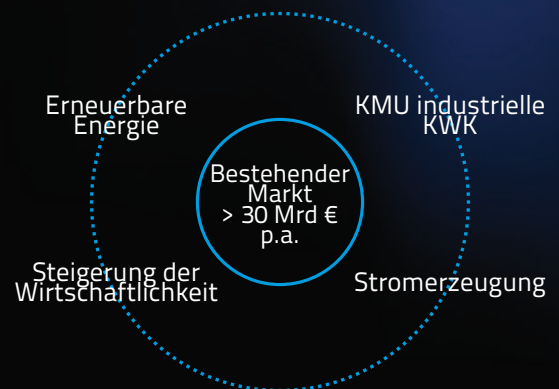 Erneuerbare
Energie
KMU industrielle
KWK
Bestehender
Markt
> 30 Mrd €
p.a.
Steigerung der
Wirtschaftlichkeit
Stromerzeugung